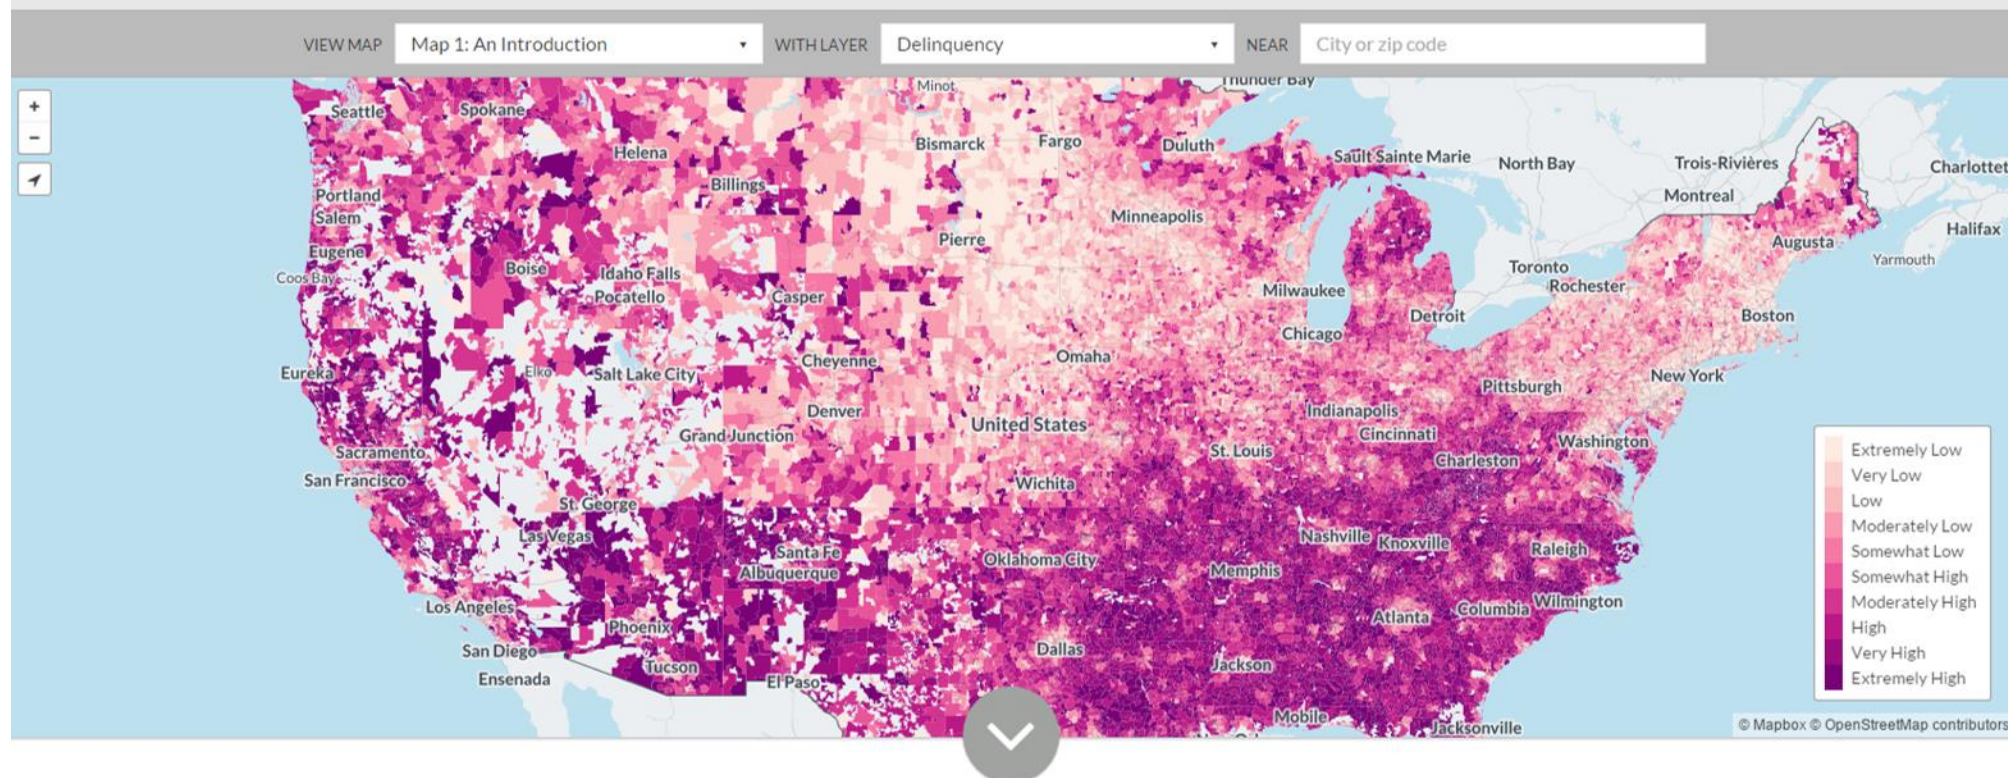 VIEW MAP Map 1: An Introduction WITH LAYER Delinquency NEAR City or zip code
+
−
Thunder Bay
Minot
Seattle
Spokane
Helena
Bismarck
Fargo
Duluth
Sault Sainte Marie
North Bay
Trois-Rivières
Charlottet
Billings
Portland
Salem
Minneapolis
Montreal
Pierre
Augusta
Halifax
Eugene
Yarmouth
Coos Bay
Boise
Idaho Falls
Toronto
Pocatello
Casper
Milwaukee
Rochester
Detroit
Boston
Chicago
Cheyenne
Omaha
Eureka
Elko
Salt Lake City
Pittsburgh
New York
Denver
Indianapolis
United States
Grand Junction
Cincinnati
Washington
Sacramento
St. Louis
Charleston
San Francisco
Wichita
St. George
Las Vegas
Santa Fe
Nashville
Knoxville
Raleigh
Albuquerque
Oklahoma City
Memphis
Los Angeles
Atlanta
Columbia
Wilmington
Phoenix
San Diego
Tucson
Dallas
Jackson
Ensenada
El Paso
Mobile
Jacksonville
Extremely Low
Very Low
Low
Moderately Low
Somewhat Low
Somewhat High
Moderately High
High
Very High
Extremely High
© Mapbox © OpenStreetMap contributors